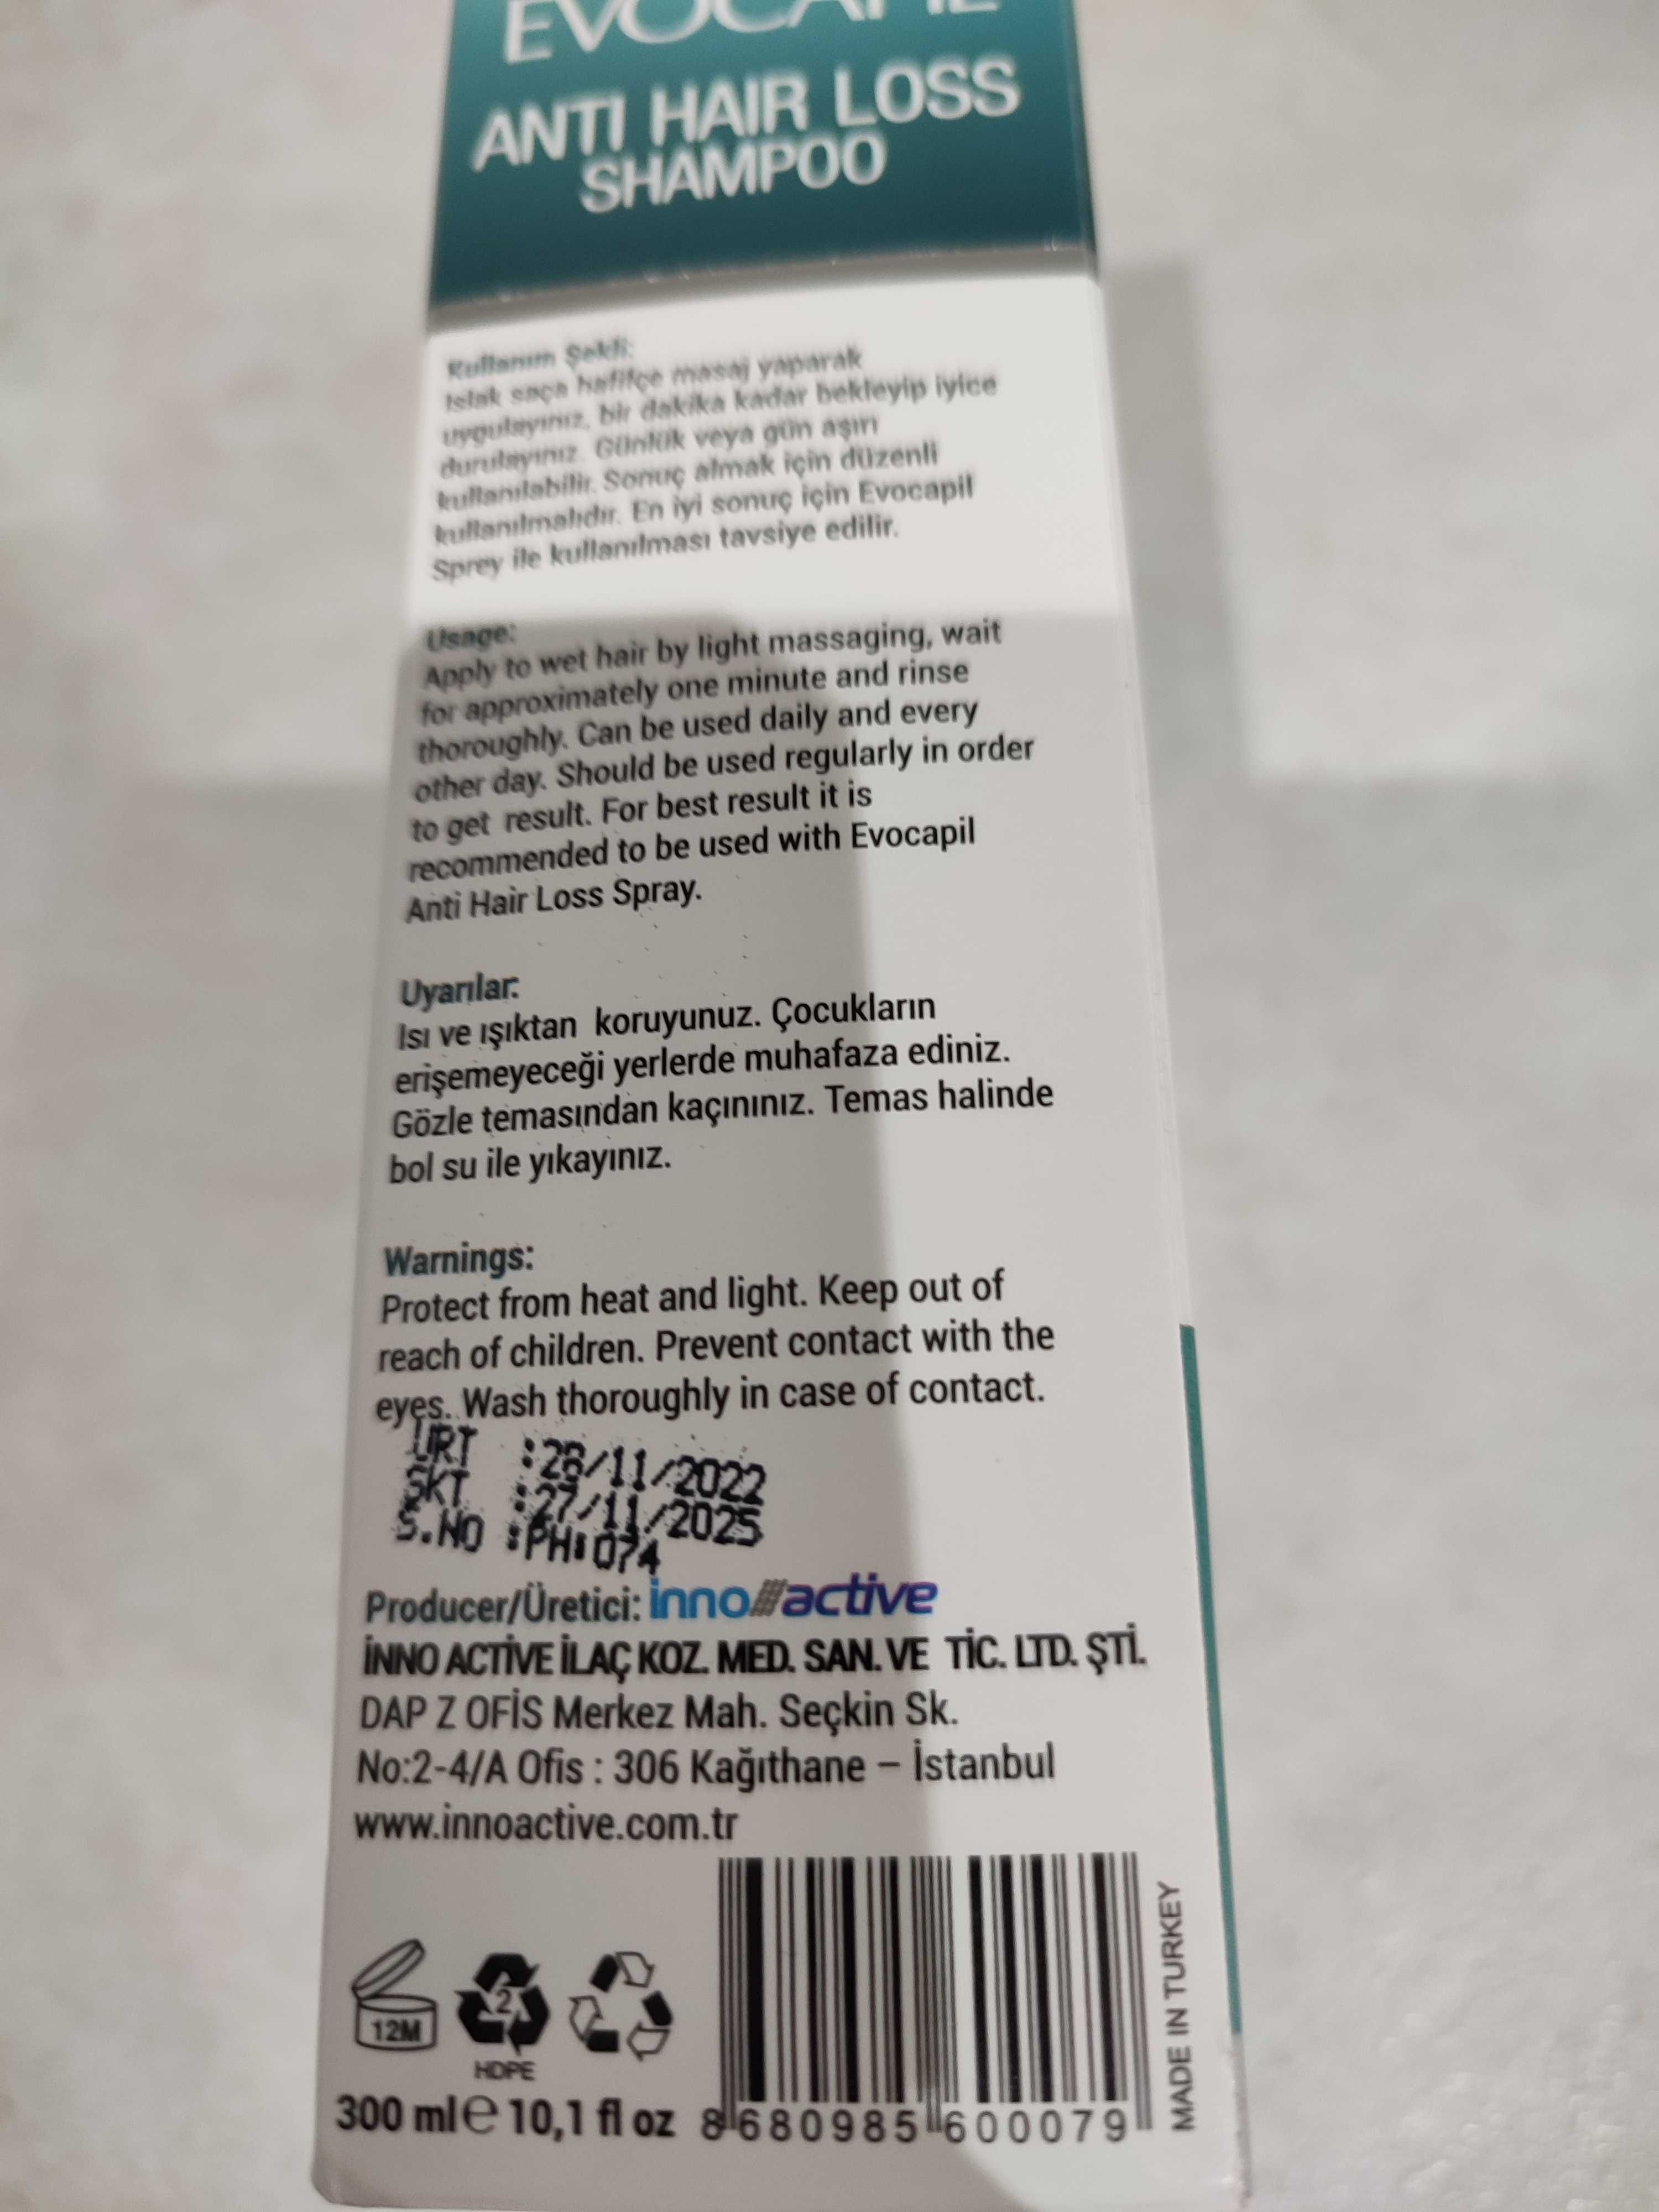 EVOCAPIL
ANTI HAIR LOSS
SHAMPOO
Kullanım Şekli:
Islak saça hafifçe masaj yaparak
uygulayınız, bir dakika kadar bekleyip iyice
durulayınız. Günlük veya gün aşırı
kullanılabilir. Sonuç almak için düzenli
kullanılmalıdır. En iyi sonuç için Evocapil
Sprey ile kullanılması tavsiye edilir.
Usage:
Apply to wet hair by light massaging, wait
for approximately one minute and rinse
thoroughly. Can be used daily and every
other day. Should be used regularly in order
to get result. For best result it is
recommended to be used with Evocapil
Anti Hair Loss Spray.
Uyarılar:
Isı ve ışıktan koruyunuz. Çocukların
erişemeyeceği yerlerde muhafaza ediniz.
Gözle temasından kaçınınız. Temas halinde
bol su ile yıkayınız.
Warnings:
Protect from heat and light. Keep out of
reach of children. Prevent contact with the
eyes. Wash thoroughly in case of contact.
ÜRT :28/11/2022
SKT :27/11/2025
S.NO :PH:074
Producer/Üretici: innoactive
İNNO ACTİVE İLAÇ KOZ. MED. SAN. VE TİC. LTD. ŞTİ.
DAP Z OFİS Merkez Mah. Seçkin Sk.
No:2-4/A Ofis : 306 Kağıthane – İstanbul
www.innoactive.com.tr
12M
2
HDPE
300 ml e 10,1 fl oz
8 680985 600079
MADE IN TURKEY